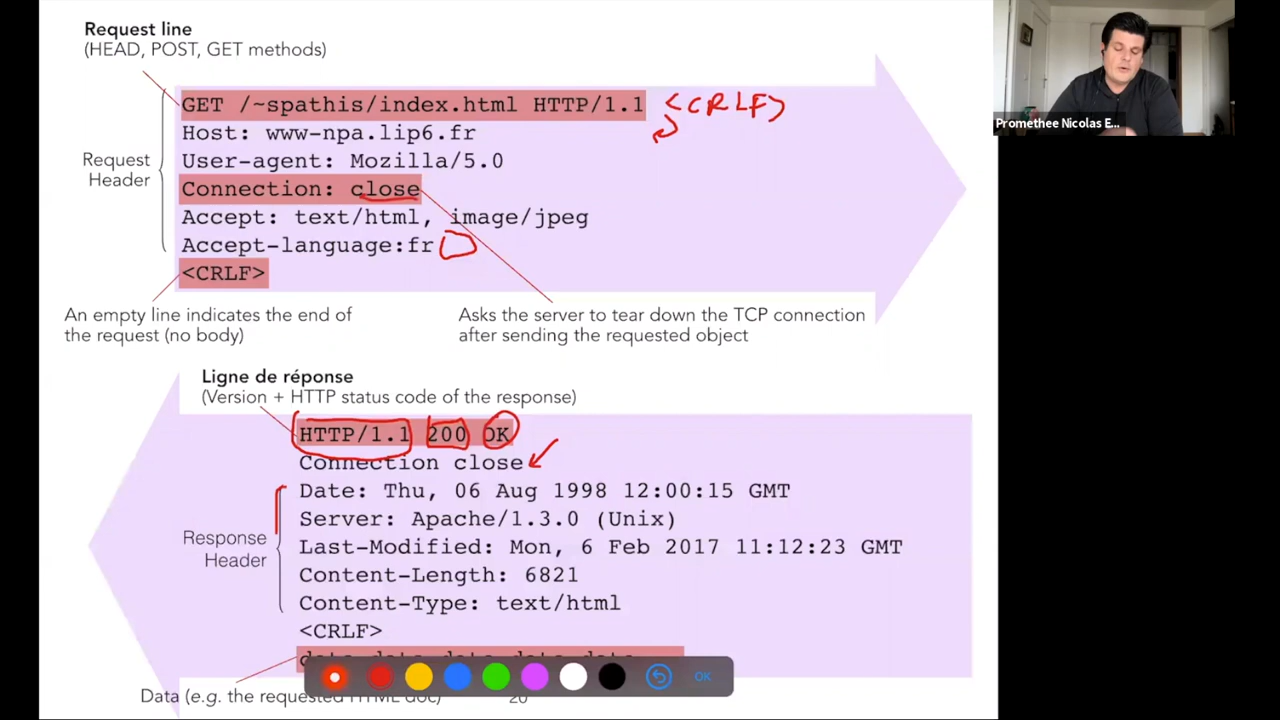 Request line
(HEAD, POST, GET methods)
GET /~spathis/index.html HTTP/1.1 <CRLF>
Host: www-npa.lip6.fr
User-agent: Mozilla/5.0
Connection: close
Accept: text/html, image/jpeg
Accept-language:fr
<CRLF>
Request
Header
An empty line indicates the end of
the request (no body)
Asks the server to tear down the TCP connection
after sending the requested object
Promethee Nicolas E...
Ligne de réponse
(Version + HTTP status code of the response)
HTTP/1.1 200 OK
Connection close
Date: Thu, 06 Aug 1998 12:00:15 GMT
Server: Apache/1.3.0 (Unix)
Last-Modified: Mon, 6 Feb 2017 11:12:23 GMT
Content-Length: 6821
Content-Type: text/html
<CRLF>
Response
Header
Data (e.g. the requested HTML doc)
20
OK